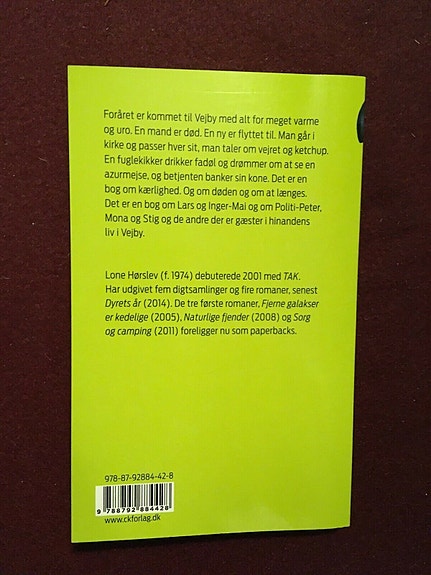 Foråret er kommet til Vejby med alt for meget varme
og uro. En mand er død. En ny er flyttet til. Man går i
kirke og passer hver sit, man taler om vejret og ketchup.
En fuglekikker drikker fadøl og drømmer om at se en
azurmejse, og betjenten banker sin kone. Det er en
bog om kærlighed. Og om døden og om at længes.
Det er en bog om Lars og Inger-Mai og om Politi-Peter,
Mona og Stig og de andre der er gæster i hinandens
liv i Vejby.
Lone Hørslev (f. 1974) debuterede 2001 med TAK.
Har udgivet fem digtsamlinger og fire romaner, senest
Dyrets år (2014). De tre første romaner, Fjerne galakser
er kedelige (2005), Naturlige fjender (2008) og Sorg
og camping (2011) foreligger nu som paperbacks.
978-87-92884-42-8
9 788792 884428
www.ckforlag.dk